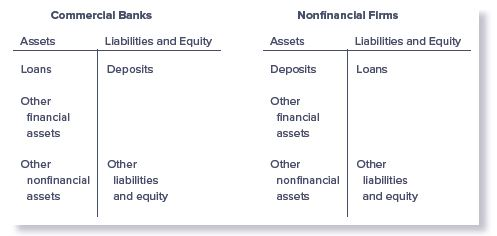 Commercial Banks
Assets
Liabilities and Equity
Loans
Deposits
Other
financial
assets
Other
nonfinancial
assets
Other
liabilities
and equity
Nonfinancial Firms
Assets
Liabilities and Equity
Deposits
Loans
Other
financial
assets
Other
nonfinancial
assets
Other
liabilities
and equity